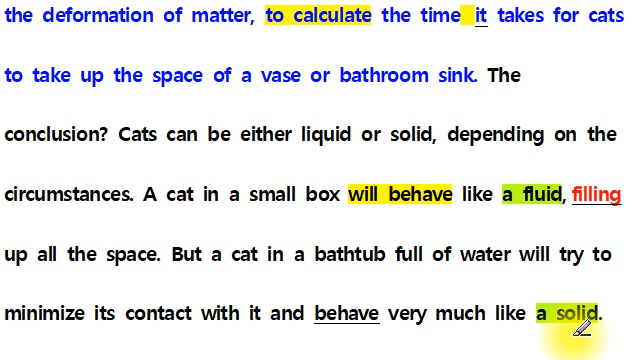 the deformation of matter, to calculate the time it takes for cats
to take up the space of a vase or bathroom sink. The
conclusion? Cats can be either liquid or solid, depending on the
circumstances. A cat in a small box will behave like a fluid, filling
up all the space. But a cat in a bathtub full of water will try to
minimize its contact with it and behave very much like a solid.